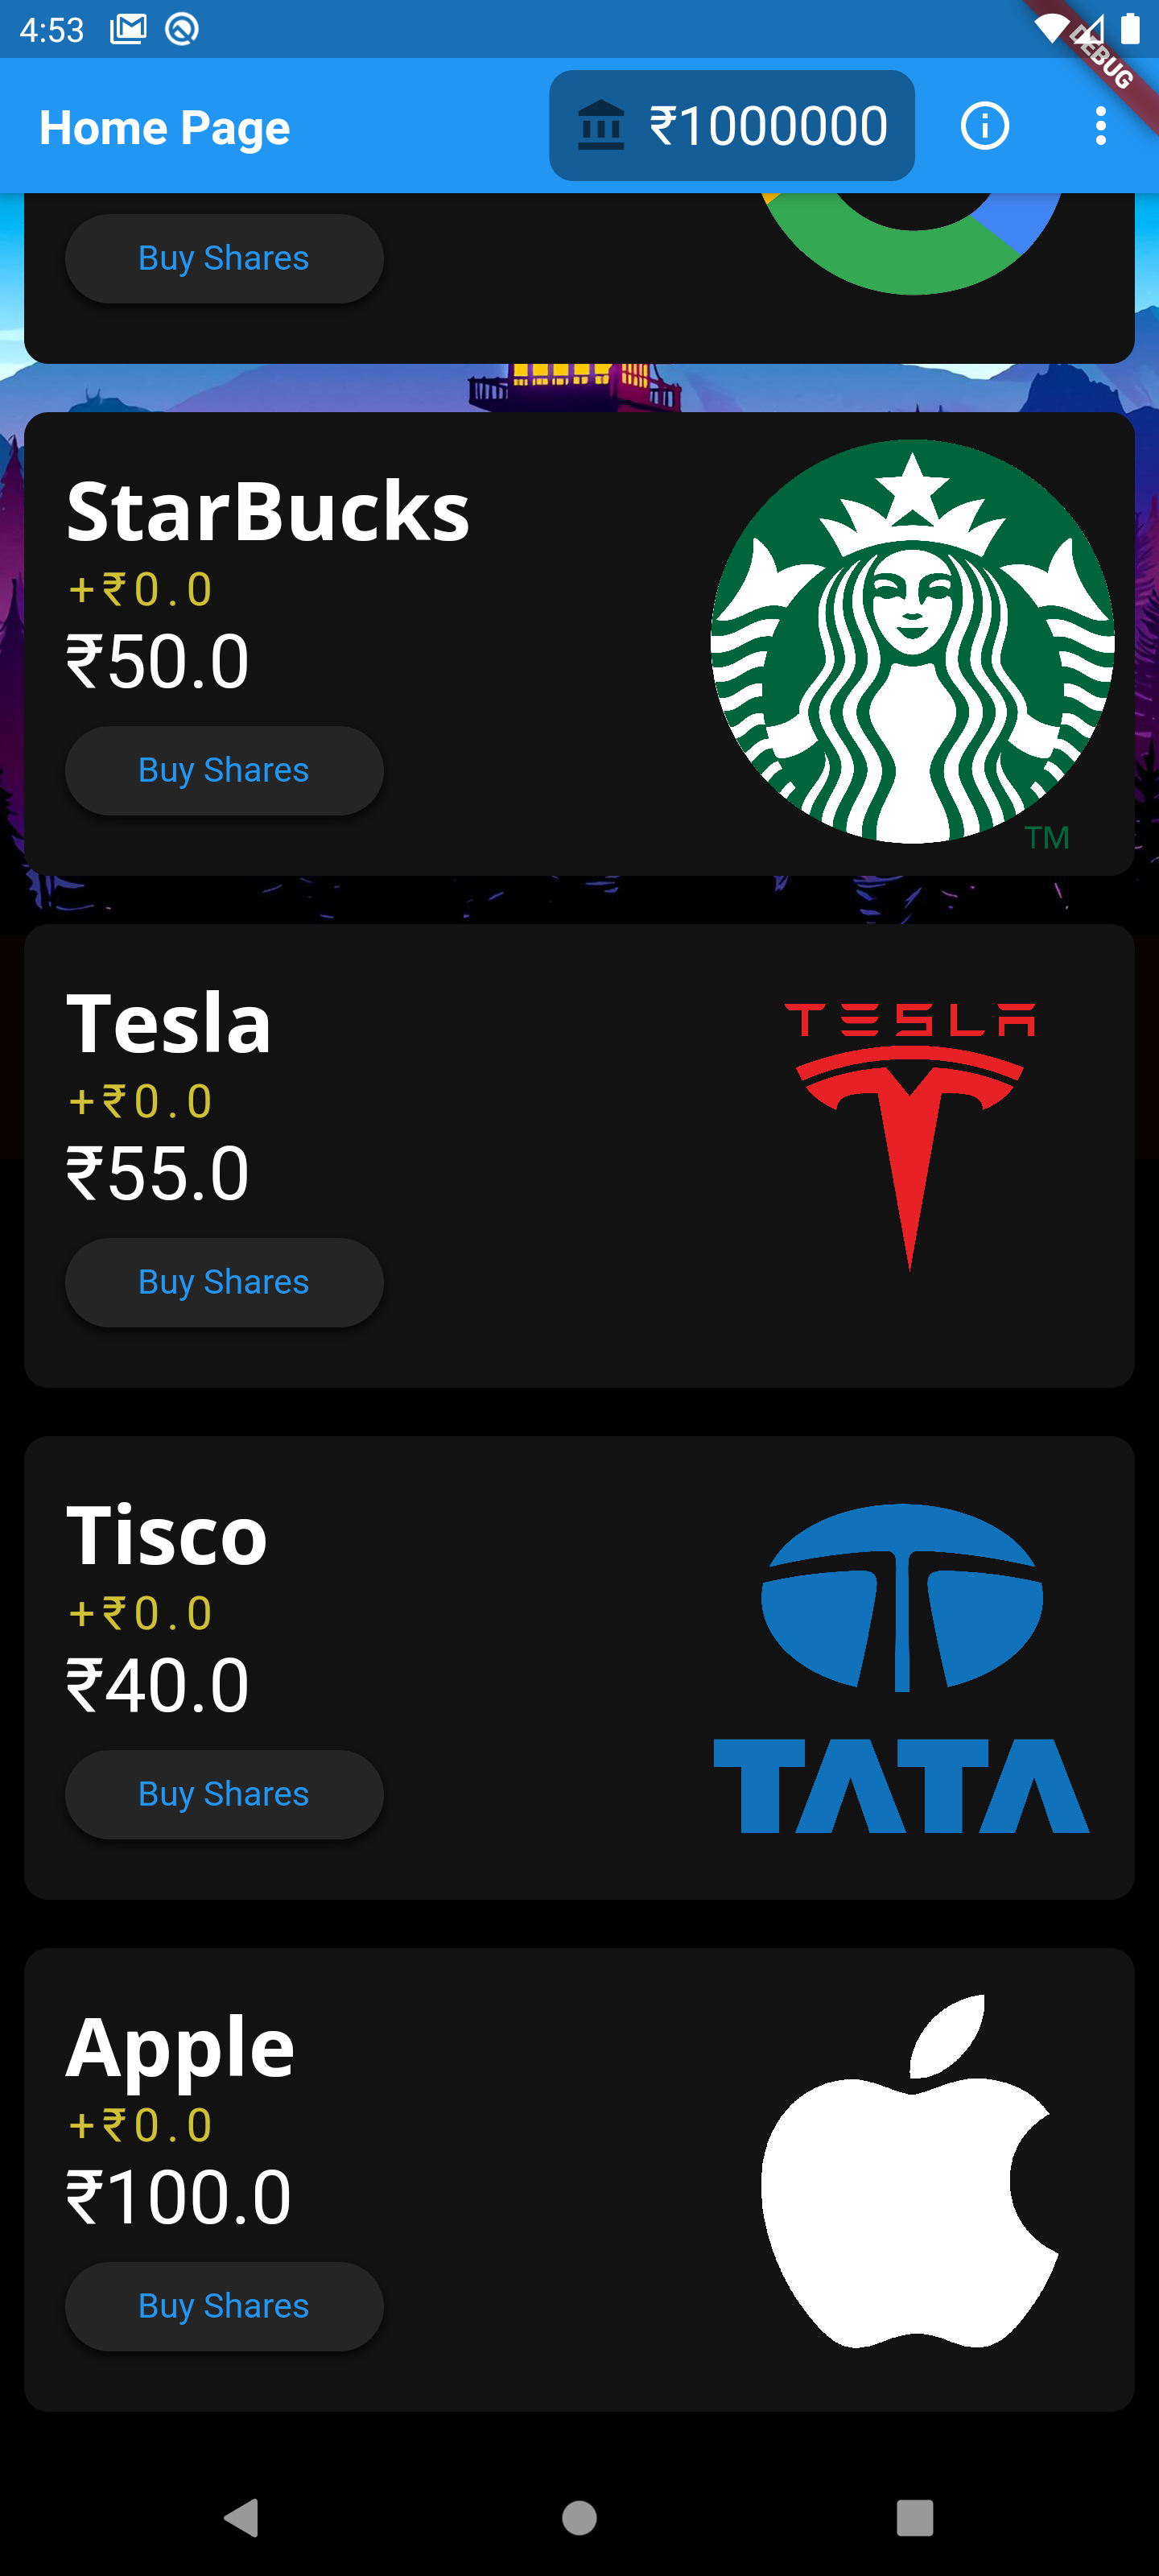 4:53
DEBUG
Home Page
₹1000000
Buy Shares
StarBucks
+₹0.0
₹50.0
Buy Shares
TM
Tesla
+₹0.0
₹55.0
Buy Shares
TESLA
Tisco
+₹0.0
₹40.0
Buy Shares
TATA
Apple
+₹0.0
₹100.0
Buy Shares